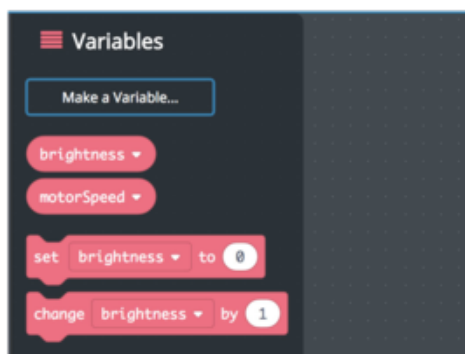 Variables
Make a Variable...
brightness
motorSpeed
set brightness to 0
change brightness by 1